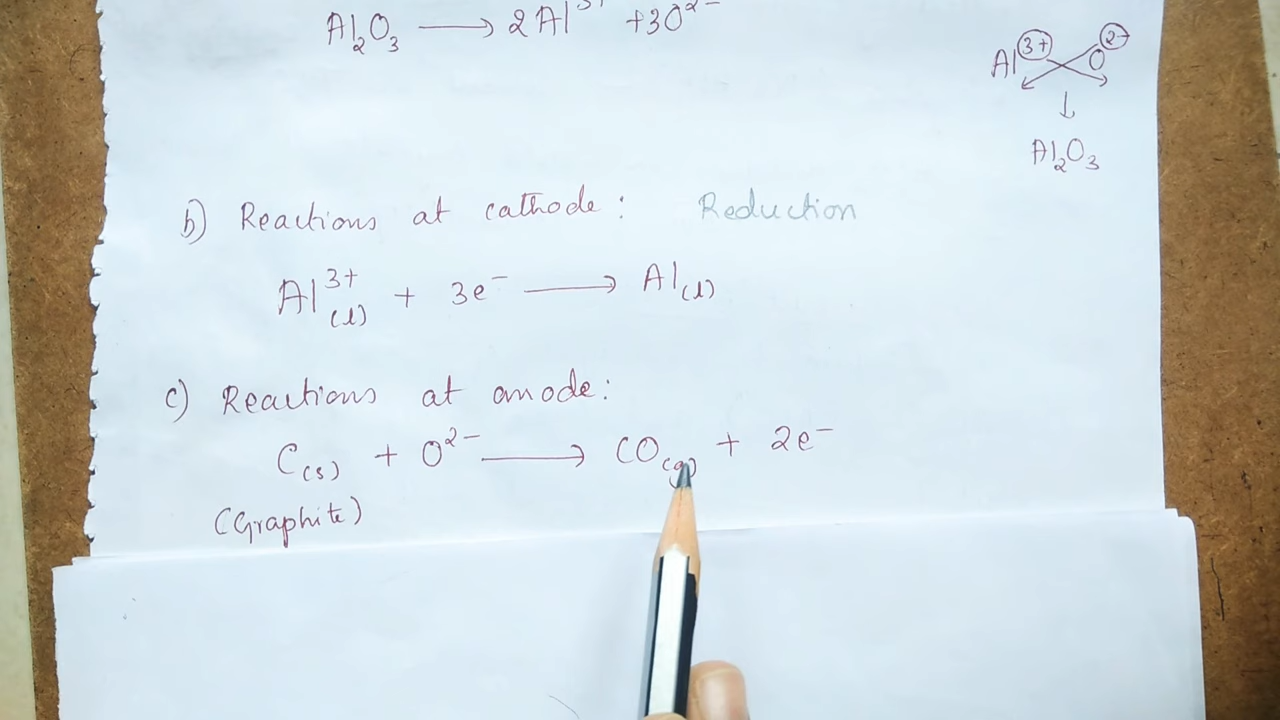 Al₂O₃ ⟶ 2Al³⁺ + 3O²⁻
Al³⁺ O²⁻
↓
Al₂O₃
b) Reactions at cathode : Reduction
Al³⁺(l) + 3e⁻ ⟶ Al(l)
c) Reactions at anode :
C(s) + O²⁻ ⟶ CO(g) + 2e⁻
(Graphite)